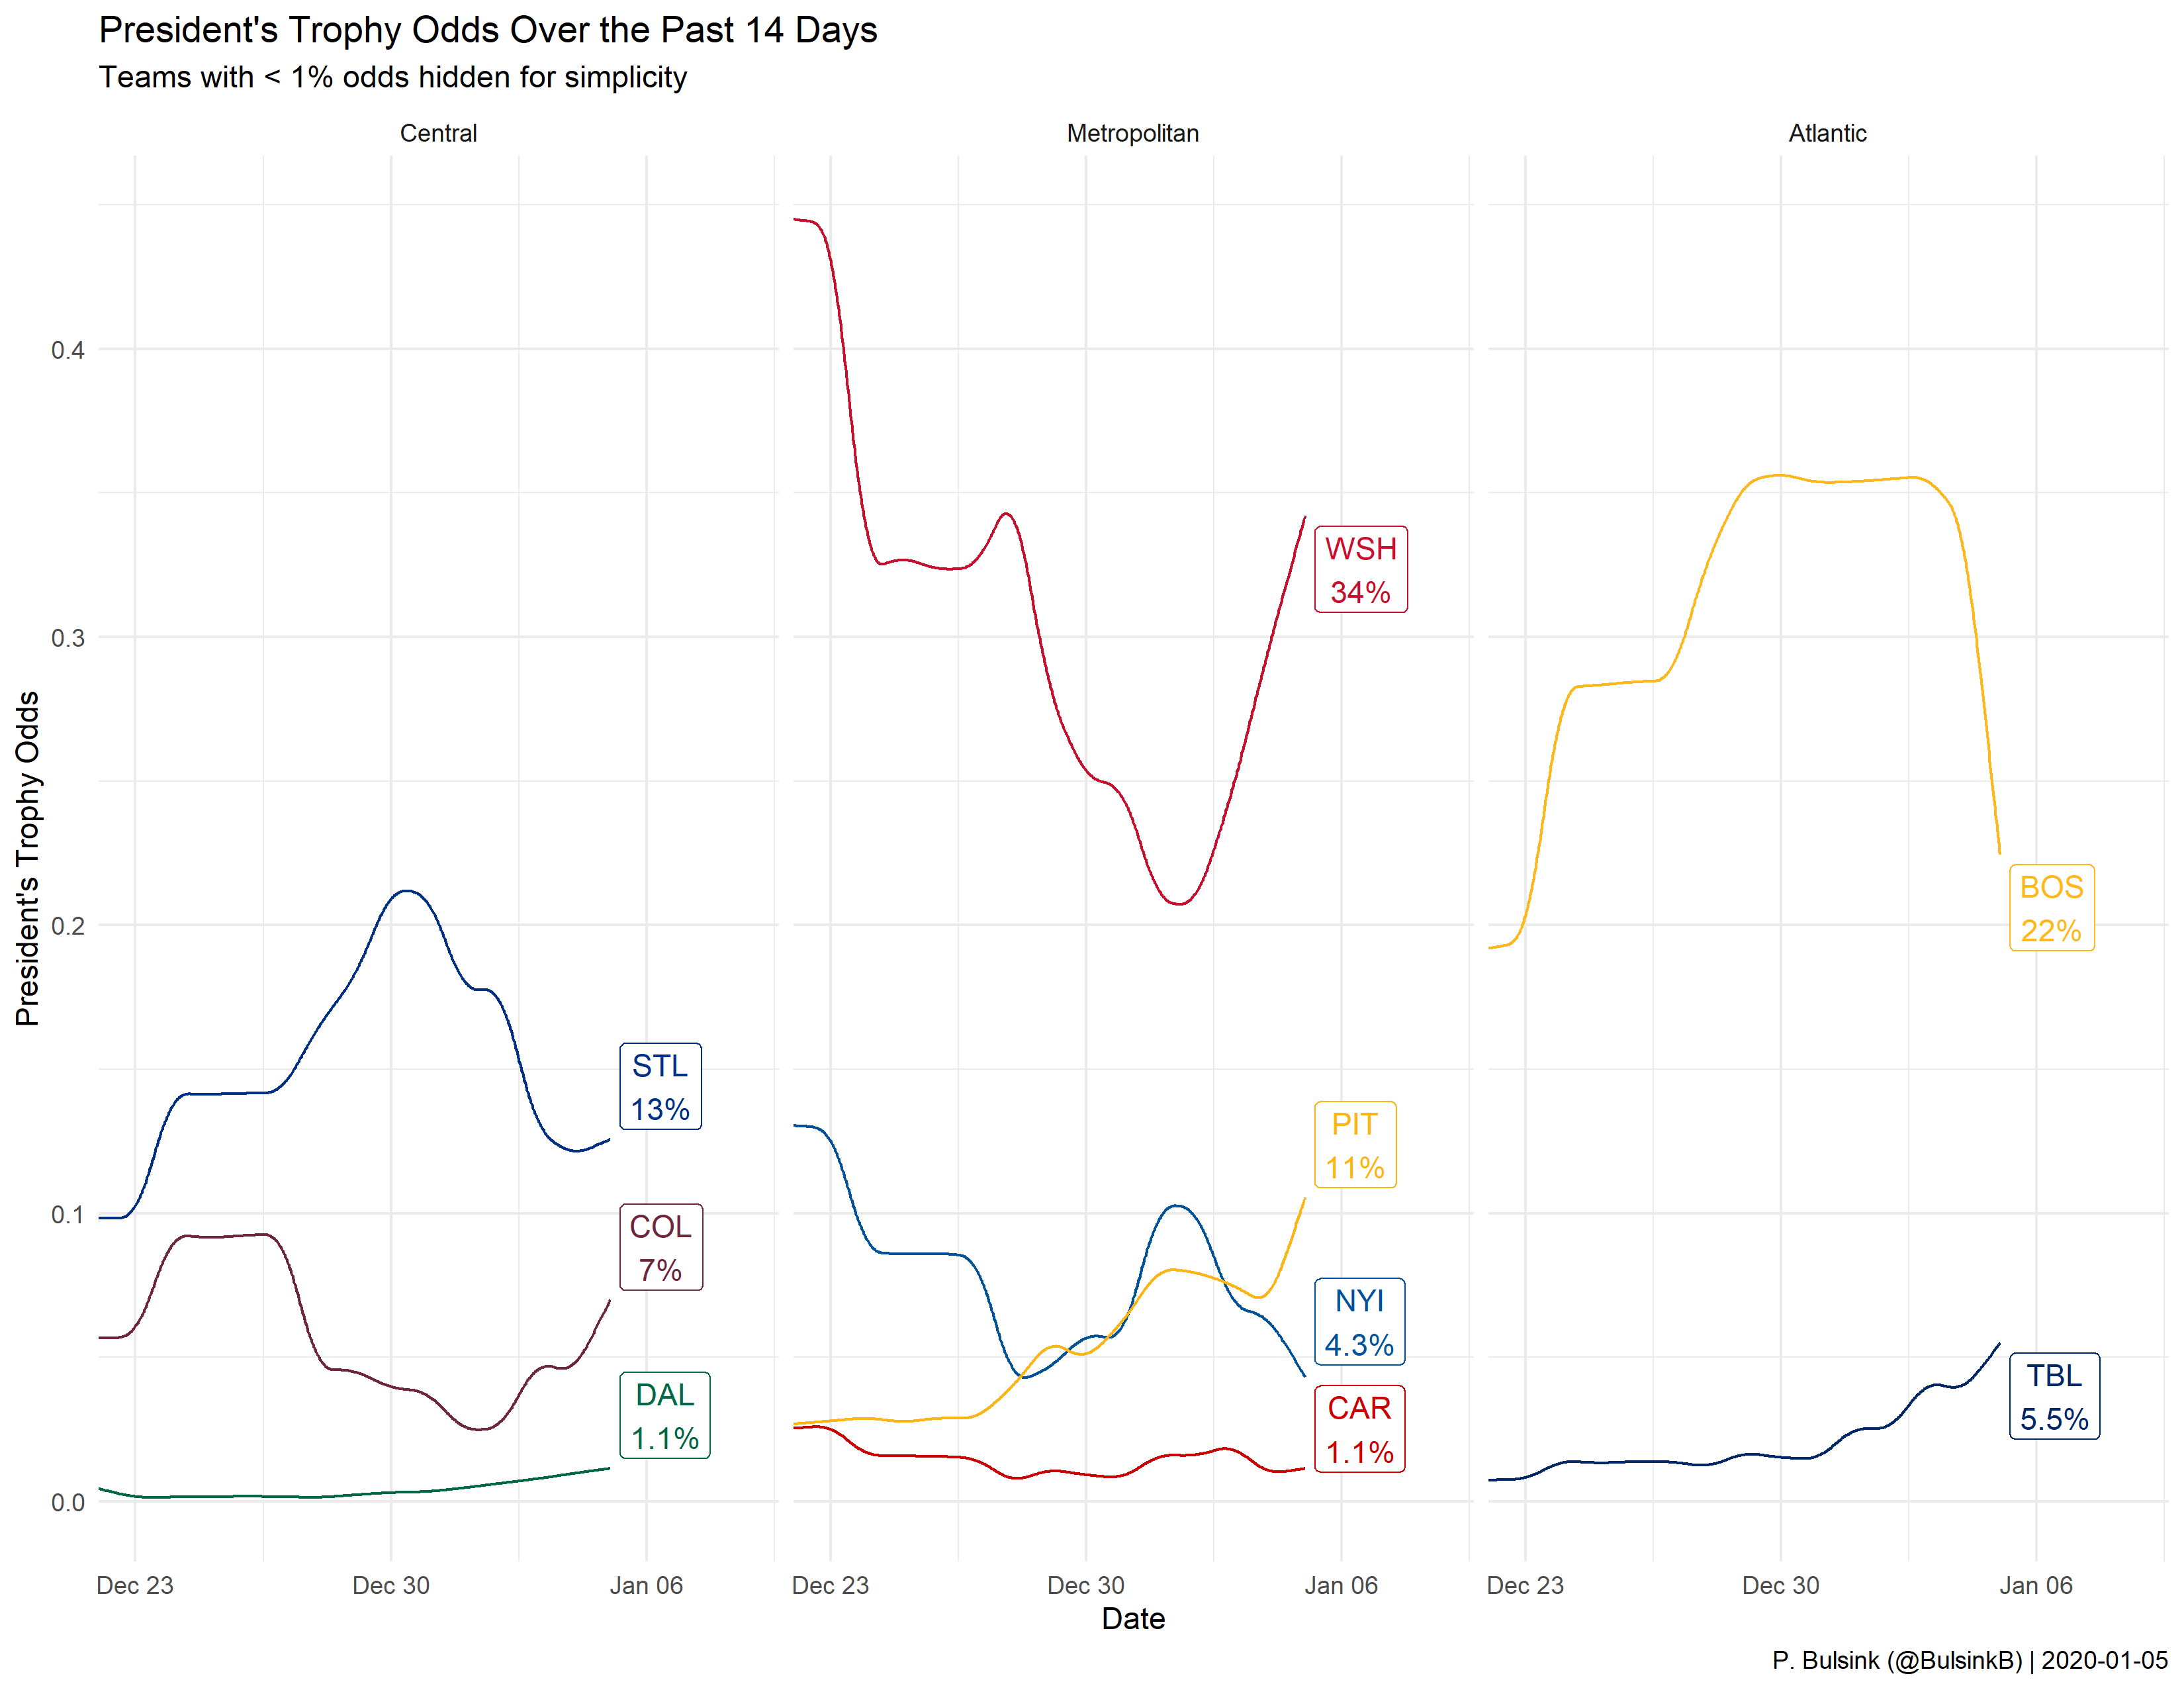 President's Trophy Odds Over the Past 14 Days
Teams with < 1% odds hidden for simplicity
Central
Metropolitan
Atlantic
President's Trophy Odds
0.4
0.3
0.2
0.1
0.0
STL
13%
COL
7%
DAL
1.1%
WSH
34%
PIT
11%
NYI
4.3%
CAR
1.1%
BOS
22%
TBL
5.5%
Dec 23
Dec 30
Jan 06
Dec 23
Dec 30
Jan 06
Dec 23
Dec 30
Jan 06
Date
P. Bulsink (@BulsinkB) | 2020-01-05